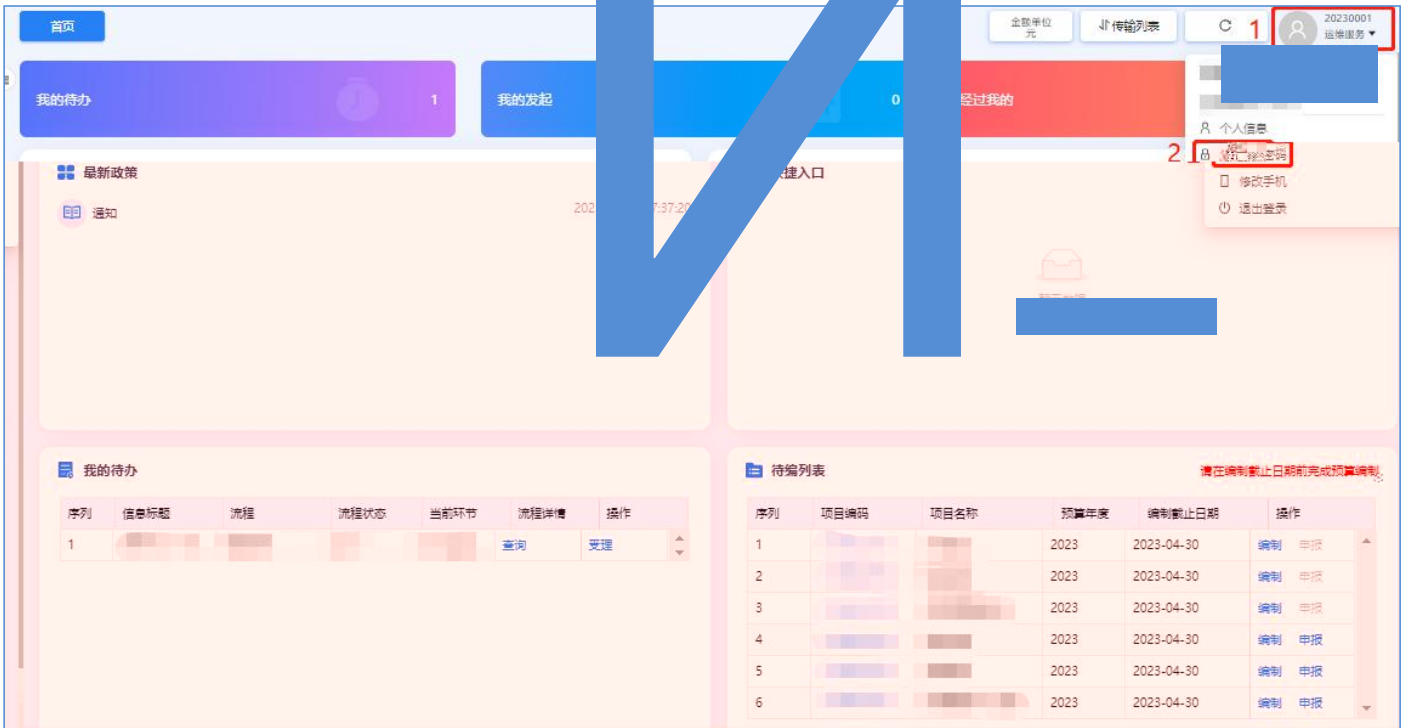 首页
金额单位
元
传输列表
1
20230001
运维服务
我的待办
1
我的发起
0
经过我的
个人信息
2
密码
修改手机
退出登录
最新政策
捷入口
通知
202
7:37:20
我的待办
待编列表
请在编制截止日期前完成预算编制
序列 信息标题 流程 流程状态 当前环节 流程详情 操作
1 查询 受理
序列 项目编码 项目名称 预算年度 编制截止日期 操作
1 2023 2023-04-30 编制 申报
2 2023 2023-04-30 编制 申报
3 2023 2023-04-30 编制 申报
4 2023 2023-04-30 编制 申报
5 2023 2023-04-30 编制 申报
6 2023 2023-04-30 编制 申报